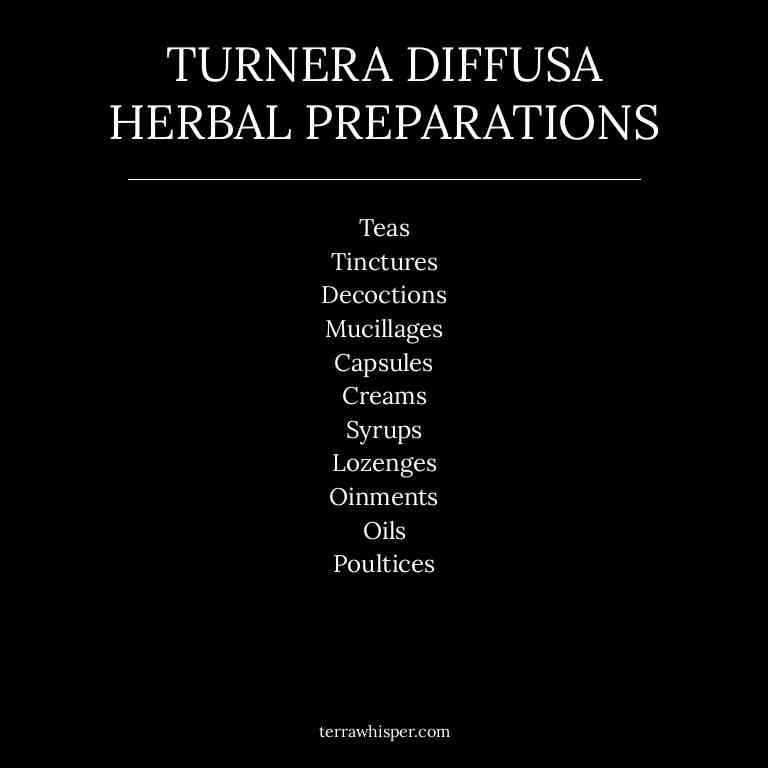 TURNERA DIFFUSA
HERBAL PREPARATIONS
Teas
Tinctures
Decoctions
Mucillages
Capsules
Creams
Syrups
Lozenges
Oinments
Oils
Poultices
terrawhisper.com